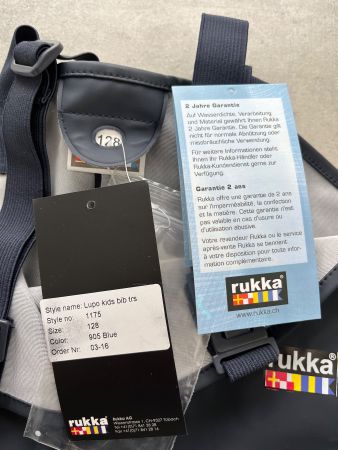 128
2 Jahre Garantie
Auf Wasserdichte, Verarbeitung
und Material gewährt Ihnen Rukka
2 Jahre Garantie. Die Garantie gilt
nicht für normale Abnützung oder
missbräuchliche Verwendung.
Für weitere Informationen steht
Ihnen Ihr Rukka-Händler oder
Rukka-Kundendienst gerne zur
Verfügung.
Garantie 2 ans
Rukka offre une garantie de 2 ans
sur l'imperméabilité, la confection
et la matière. Cette garantie n'est
pas valable en cas d'usure ou
d'utilisation abusive.
Votre revendeur Rukka ou le service
après-vente Rukka se tiennent
à votre disposition pour toute infor-
mation complémentaire.
rukka
www.rukka.ch
Style name: Lupo kids bib trs
Style no: 1175
Size: 128
Color: 905 Blue
Order Nr: 03-16
rukka
rukka AG
rukka